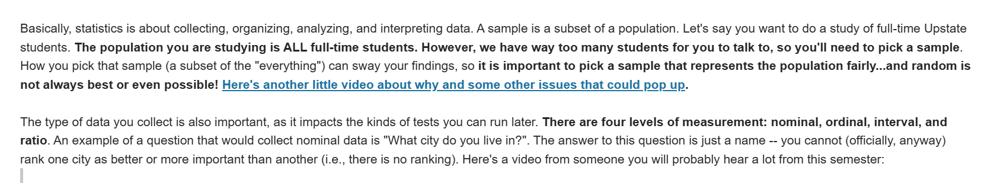 Basically, statistics is about collecting, organizing, analyzing, and interpreting data. A sample is a subset of a population. Let's say you want to do a study of full-time Upstate
students. The population you are studying is ALL full-time students. However, we have way too many students for you to talk to, so you'll need to pick a sample.
How you pick that sample (a subset of the "everything") can sway your findings, so it is important to pick a sample that represents the population fairly...and random is
not always best or even possible! Here's another little video about why and some other issues that could pop up.
The type of data you collect is also important, as it impacts the kinds of tests you can run later. There are four levels of measurement: nominal, ordinal, interval, and
ratio. An example of a question that would collect nominal data is "What city do you live in?". The answer to this question is just a name -- you cannot (officially, anyway)
rank one city as better or more important than another (i.e., there is no ranking). Here's a video from someone you will probably hear a lot from this semester: